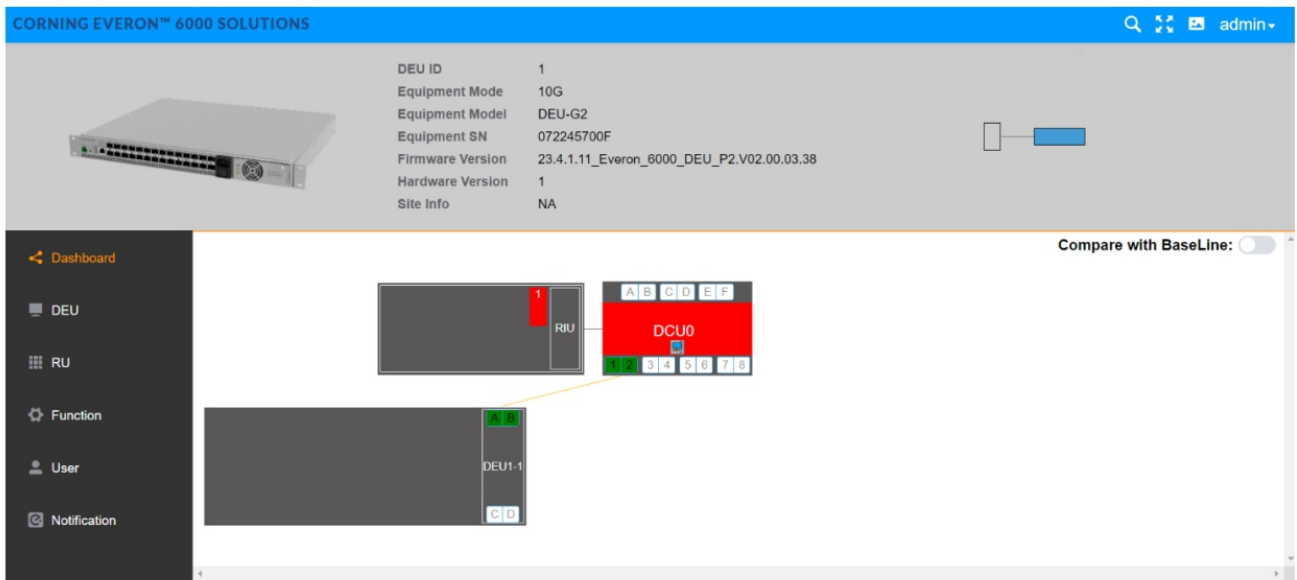 CORNING EVERON™ 6000 SOLUTIONS
admin
DEU ID 1
Equipment Mode 10G
Equipment Model DEU-G2
Equipment SN 072245700F
Firmware Version 23.4.1.11_Everon_6000_DEU_P2.V02.00.03.38
Hardware Version 1
Site Info NA
Dashboard
DEU
RU
Function
User
Notification
Compare with BaseLine:
1
RIU
A B C D E F
DCU0
1 2 3 4 5 6 7 8
A B
DEU1-1
C D